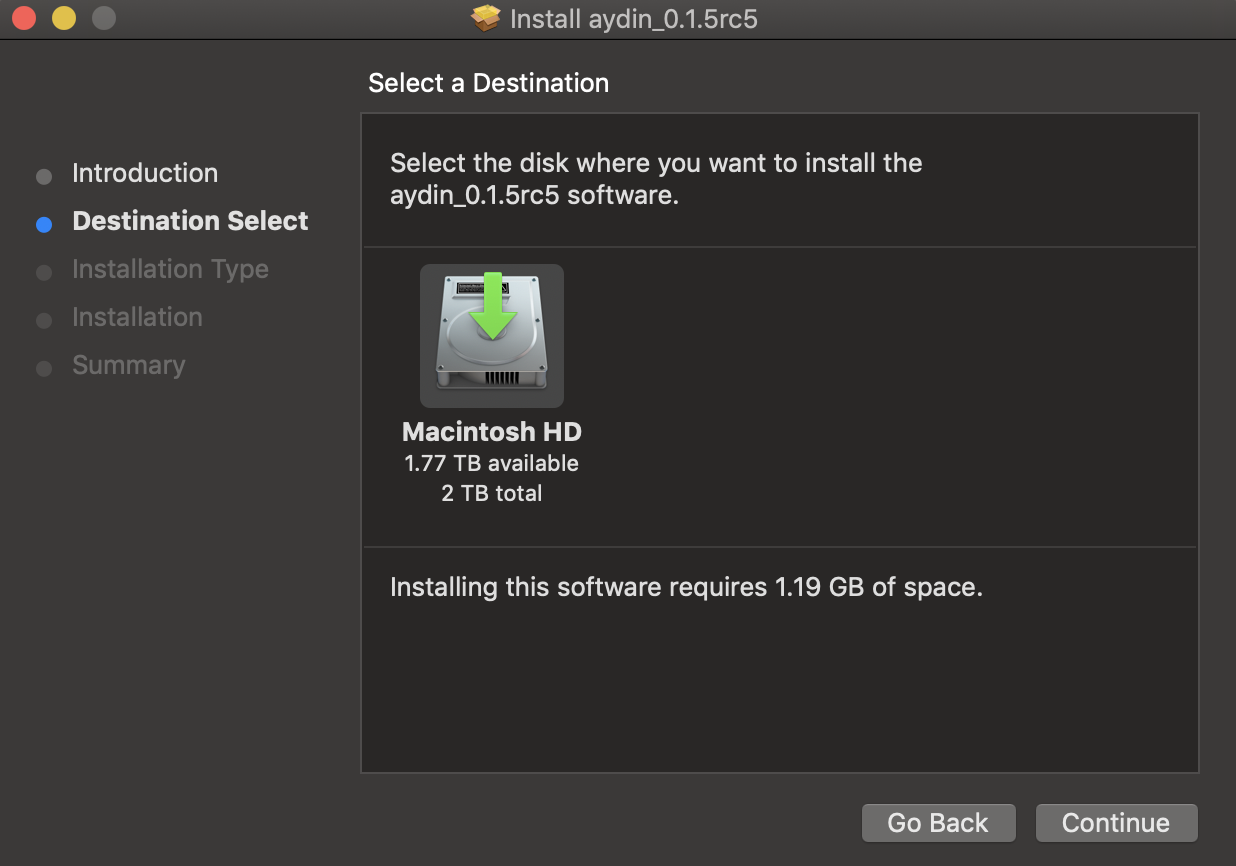 Install aydin_0.1.5rc5
Select a Destination
Introduction
Destination Select
Installation Type
Installation
Summary
Select the disk where you want to install the
aydin_0.1.5rc5 software.
Macintosh HD
1.77 TB available
2 TB total
Installing this software requires 1.19 GB of space.
Go Back
Continue